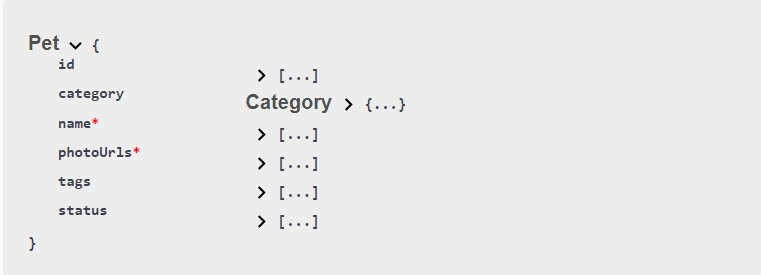 Pet {
id [...]
category Category {...}
name* [...]
photoUrls* [...]
tags [...]
status [...]
}